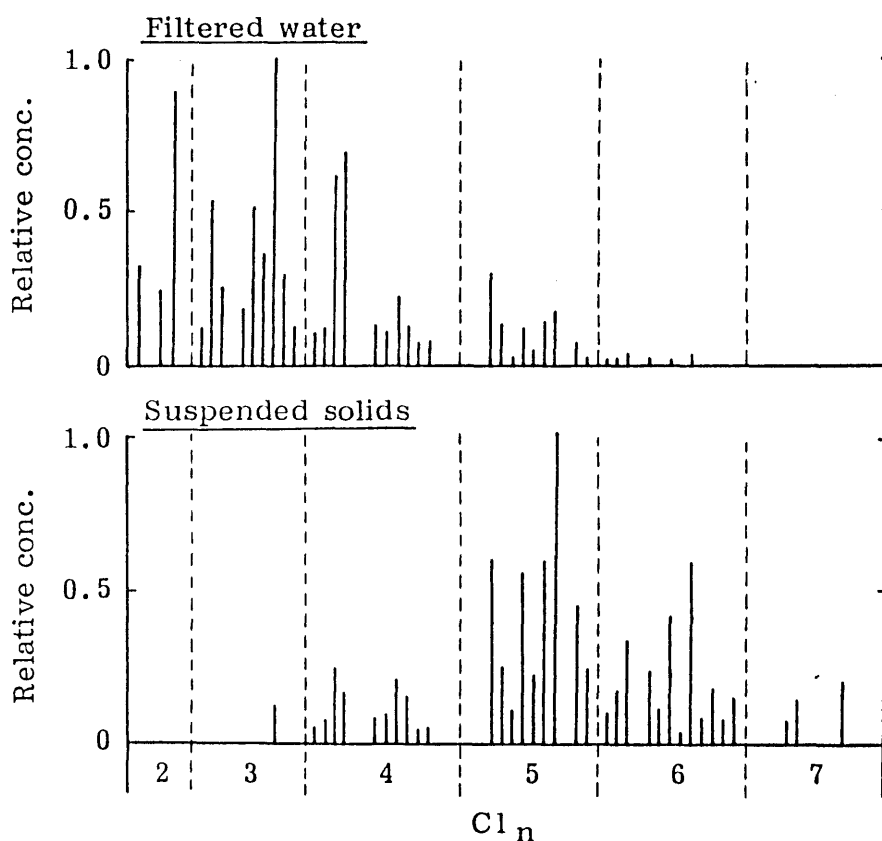 Filtered water
1.0
0.5
0
Relative conc.
Suspended solids
1.0
0.5
0
Relative conc.
2 3 4 5 6 7
Cl n